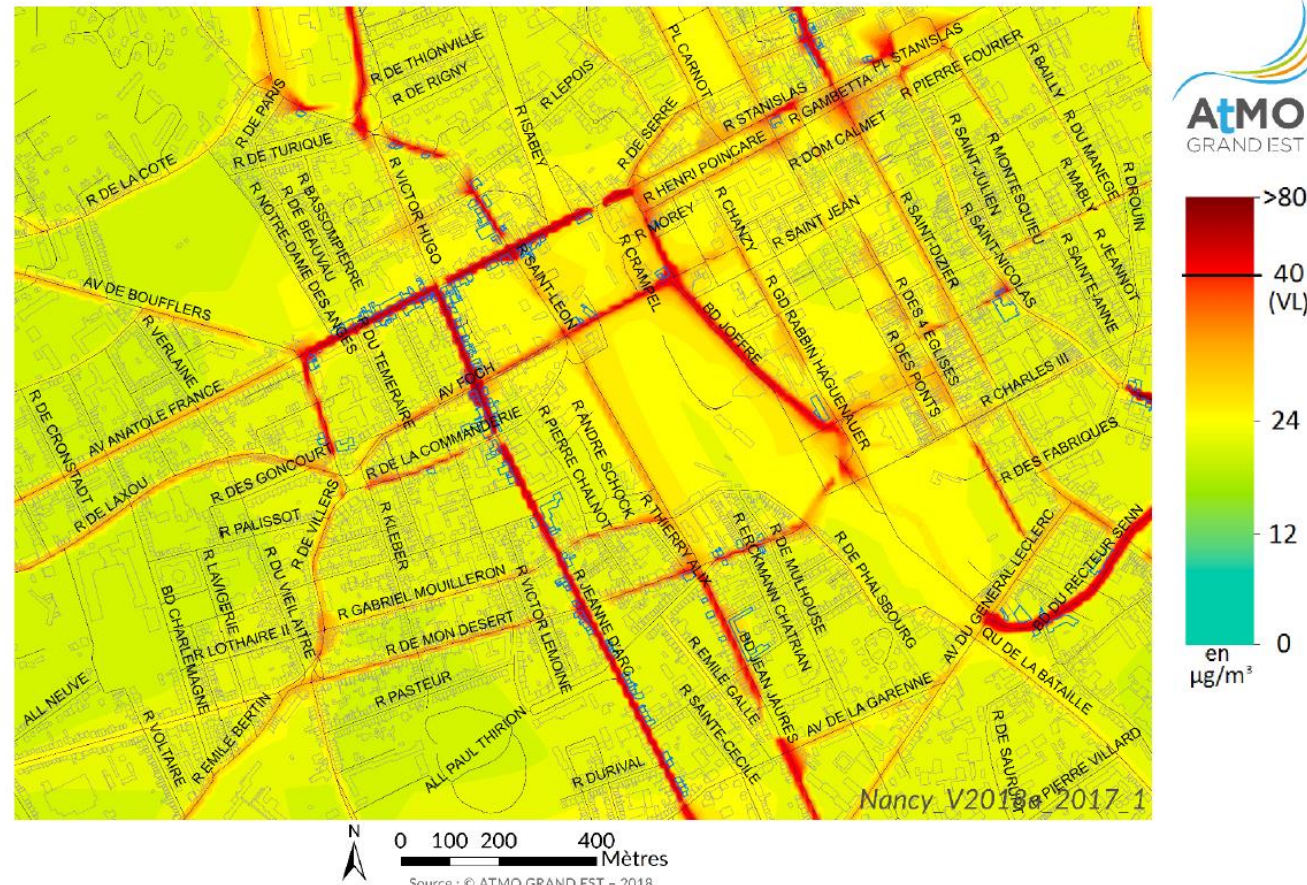 R DE THIONVILLE
R DE RIGNY
R LEPOIS
PL CARNOT
R STANISLAS
R GAMBETTA
PL STANISLAS
R PIERRE FOURIER
R BAILLY
R DU MANEGE
R DE PARIS
R DE TURIQUE
R ISABEY
R DE SERRE
R HENRI POINCARE
R DOM CALMET
R SAINT-JULIEN
R MONTESQUIEU
R MABLY
R DROUIN
R DE LA COTE
R NOTRE-DAME DES ANGES
R DE BEAUVAU
R BASSOMPIERRE
R VICTOR HUGO
R MOREY
R CHANZY
R SAINT JEAN
R SAINT-DIZIER
R SAINT-NICOLAS
R SAINTE-ANNE
R JEANNOT
AV DE BOUFFLERS
R VERLAINE
R DU TEMERAIRE
R SAINT-LEON
R CRAMPEL
BD JOFFRE
R GD RABBIN HAGUENAUER
R DES 4 EGLISES
R DES PONTS
R CHARLES III
R DE CRONSTADT
AV ANATOLE FRANCE
AV FOCH
R DE LA COMMANDERIE
R DE LAXOU
R DES GONCOURT
R PIERRE CHALNOT
R ANDRE SCHOCK
R DES FABRIQUES
R PALISSOT
R DE VILLERS
R KLEBER
R THIERRY ALIX
R ERCKMANN CHATRIAN
R DE MULHOUSE
R DE PHALSBOURG
AV DU GENERAL LECLERC
BD DU RECTEUR SENN
BD CHARLEMAGNE
R LAVIGERIE
R DU VIEIL AITRE
R GABRIEL MOUILLERON
R LOTHAIRE II
R DE MON DESERT
R VICTOR LEMOINE
R JEANNE D'ARC
R EMILE GALLE
BD JEAN JAURES
QU DE LA BATAILLE
ALL NEUVE
R VOLTAIRE
R EMILE BERTIN
R PASTEUR
ALL PAUL THIRION
R DURIVAL
R SAINTE-CECILE
AV DE LA GARENNE
R DE SAURUPT
R PIERRE VILLARD
Nancy_V2018a_2017_1
AtMO
GRAND EST
>80
40
(VL)
24
12
0
en
µg/m³
N
0 100 200 400
Mètres
Source : © ATMO GRAND EST – 2018